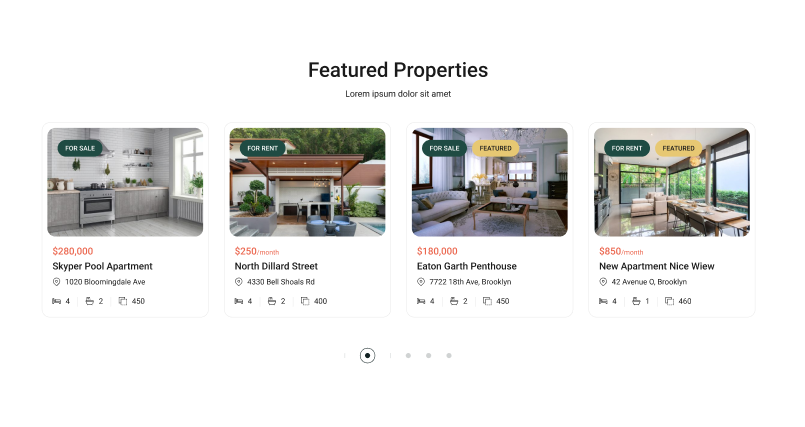 Featured Properties
Lorem ipsum dolor sit amet
FOR SALE
$280,000
Skyper Pool Apartment
1020 Bloomingdale Ave
4 2 450
FOR RENT
$250/month
North Dillard Street
4330 Bell Shoals Rd
4 2 400
FOR SALE FEATURED
$180,000
Eaton Garth Penthouse
7722 18th Ave, Brooklyn
4 2 450
FOR RENT FEATURED
$850/month
New Apartment Nice Wiew
42 Avenue O, Brooklyn
4 1 460